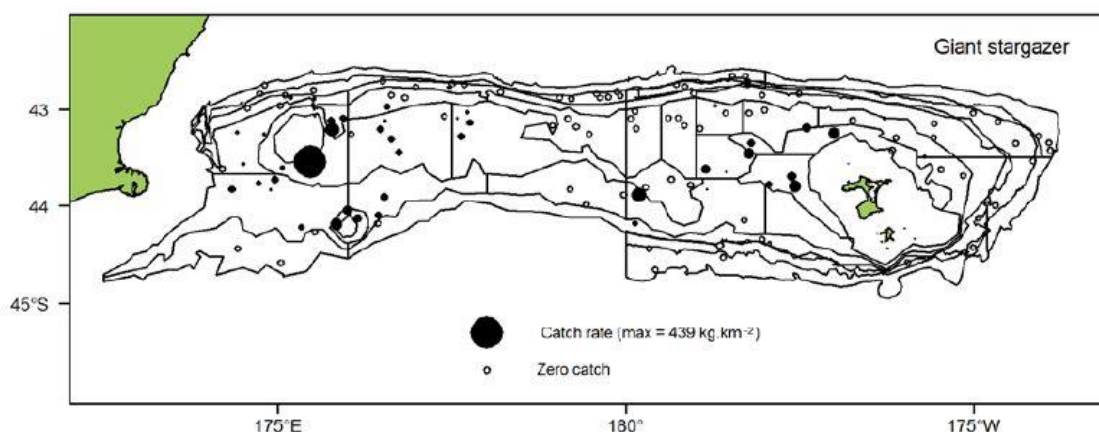 Giant stargazer
43
44
45°S
Catch rate (max = 439 kg.km⁻²)
Zero catch
175°E
180°
175°W